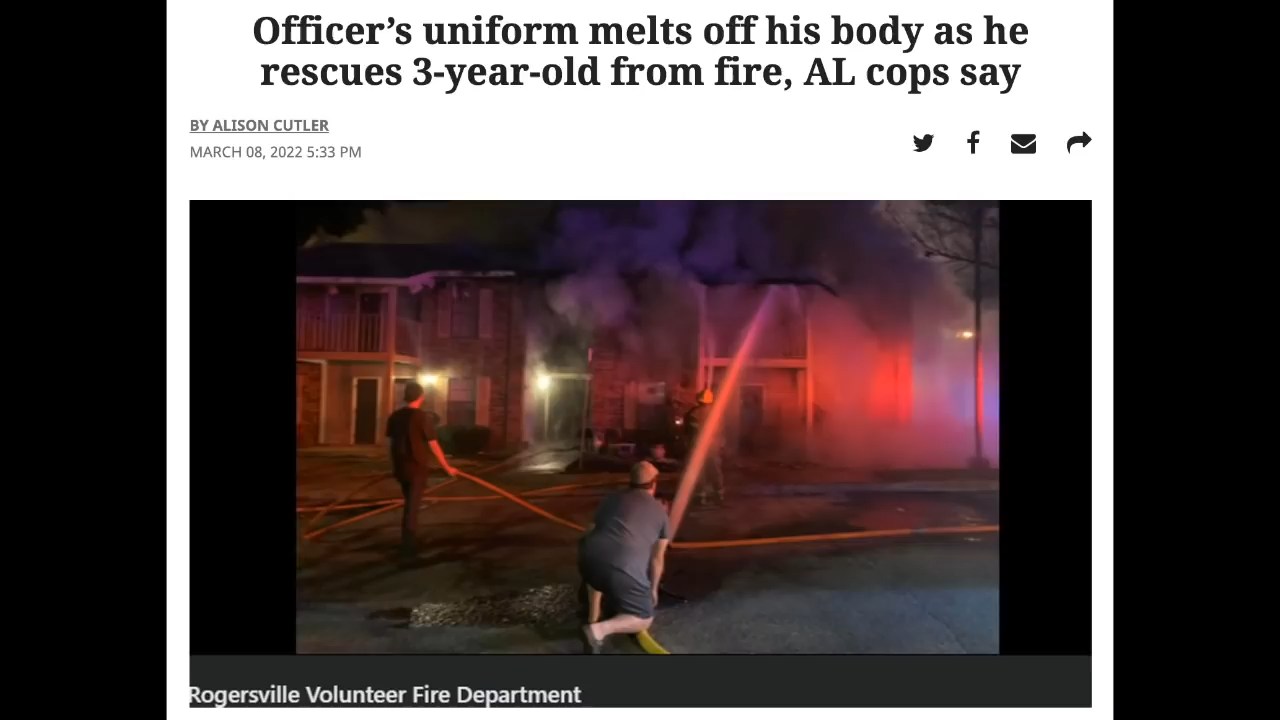 Officer’s uniform melts off his body as he
rescues 3-year-old from fire, AL cops say
BY ALISON CUTLER
MARCH 08, 2022 5:33 PM
Rogersville Volunteer Fire Department